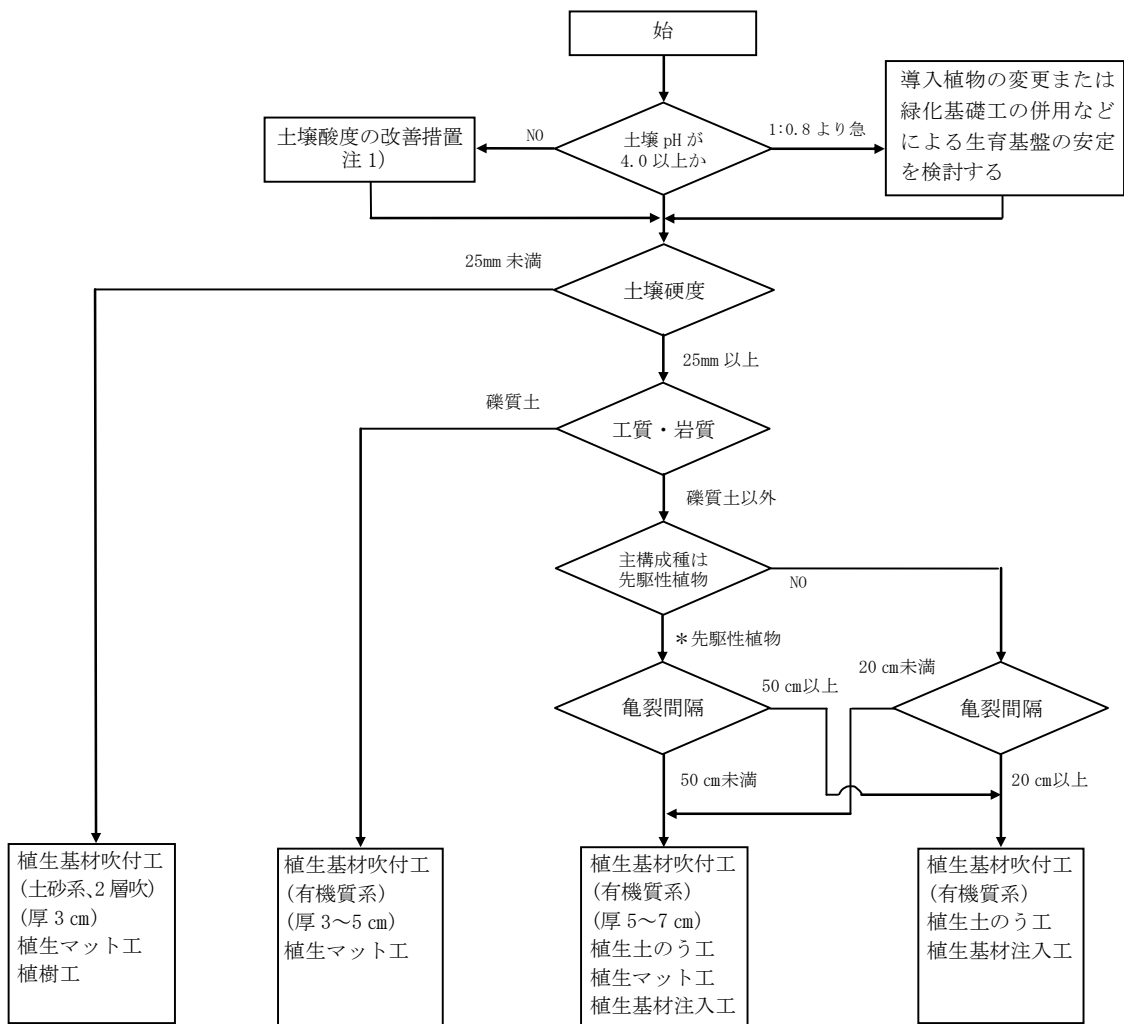 始
導入植物の変更または
緑化基礎工の併用など
による生育基盤の安定
を検討する
土壌酸度の改善措置
注 1)
NO
土壌 pH が
4.0 以上か
1:0.8 より急
25mm 未満
土壌硬度
25mm 以上
礫質土
工質・岩質
礫質土以外
主構成種は
先駆性植物
NO
＊先駆性植物
亀裂間隔
50 ㎝以上
20 ㎝未満
亀裂間隔
50 ㎝未満
20 ㎝以上
植生基材吹付工
(土砂系、2 層吹)
(厚 3 ㎝)
植生マット工
植樹工
植生基材吹付工
(有機質系)
(厚 3～5 ㎝)
植生マット工
植生基材吹付工
(有機質系)
(厚 5～7 ㎝)
植生土のう工
植生マット工
植生基材注入工
植生基材吹付工
(有機質系)
植生土のう工
植生基材注入工